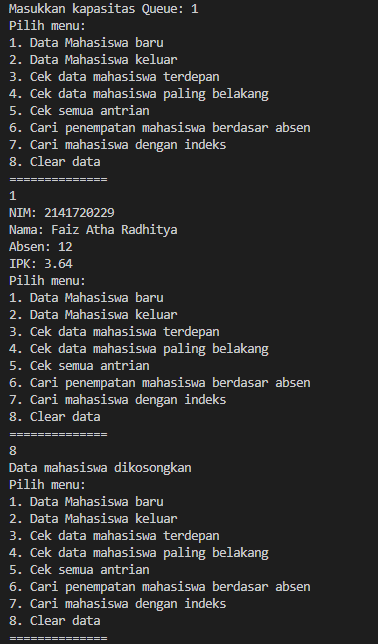 Masukkan kapasitas Queue: 1
Pilih menu:
1. Data Mahasiswa baru
2. Data Mahasiswa keluar
3. Cek data mahasiswa terdepan
4. Cek data mahasiswa paling belakang
5. Cek semua antrian
6. Cari penempatan mahasiswa berdasar absen
7. Cari mahasiswa dengan indeks
8. Clear data
==============
1
NIM: 2141720229
Nama: Faiz Atha Radhitya
Absen: 12
IPK: 3.64
Pilih menu:
1. Data Mahasiswa baru
2. Data Mahasiswa keluar
3. Cek data mahasiswa terdepan
4. Cek data mahasiswa paling belakang
5. Cek semua antrian
6. Cari penempatan mahasiswa berdasar absen
7. Cari mahasiswa dengan indeks
8. Clear data
==============
8
Data mahasiswa dikosongkan
Pilih menu:
1. Data Mahasiswa baru
2. Data Mahasiswa keluar
3. Cek data mahasiswa terdepan
4. Cek data mahasiswa paling belakang
5. Cek semua antrian
6. Cari penempatan mahasiswa berdasar absen
7. Cari mahasiswa dengan indeks
8. Clear data
==============